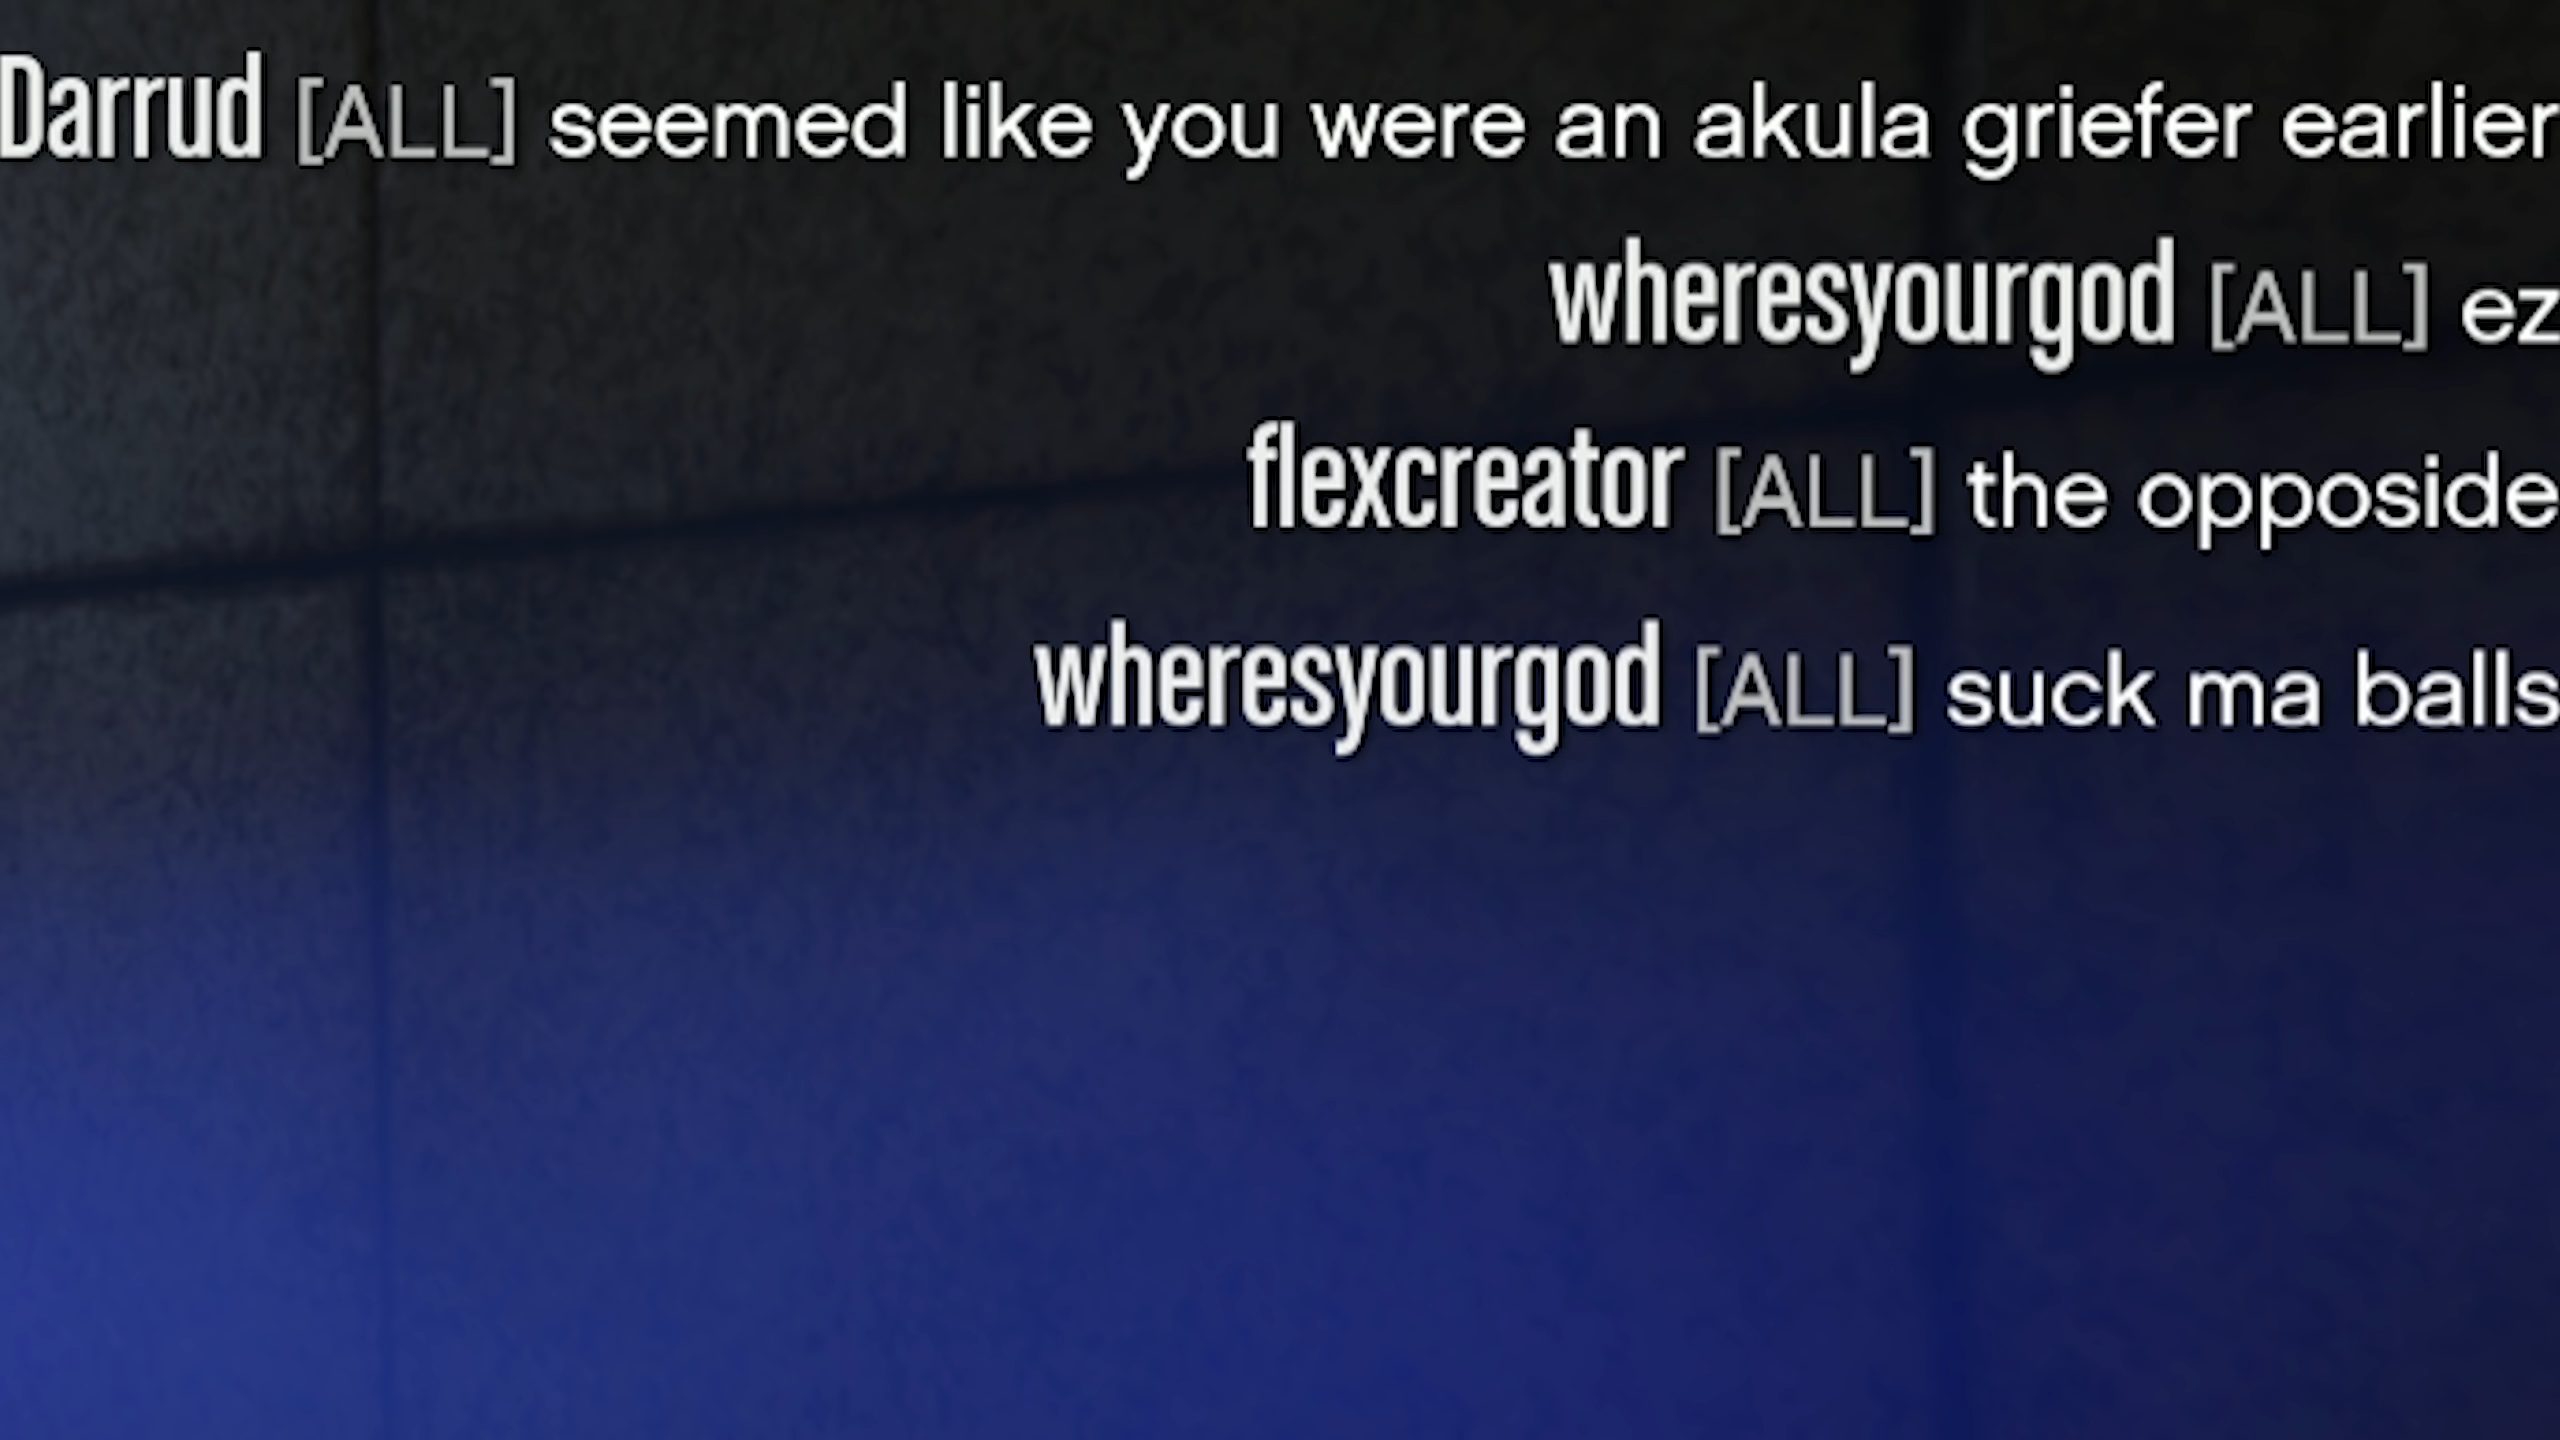 Darrud [ALL] seemed like you were an akula griefer earlier
wheresyourgod [ALL] ez
flexcreator [ALL] the opposide
wheresyourgod [ALL] suck ma balls